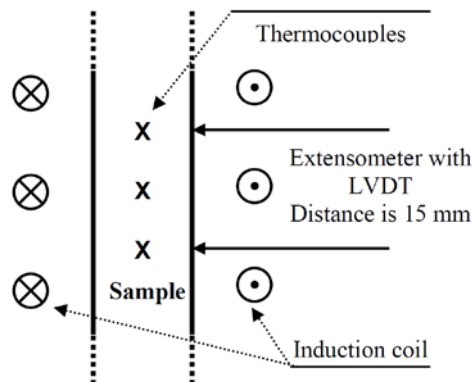 Thermocouples
X
Extensometer with
LVDT
X
Distance is 15 mm
X
Sample
Induction coil